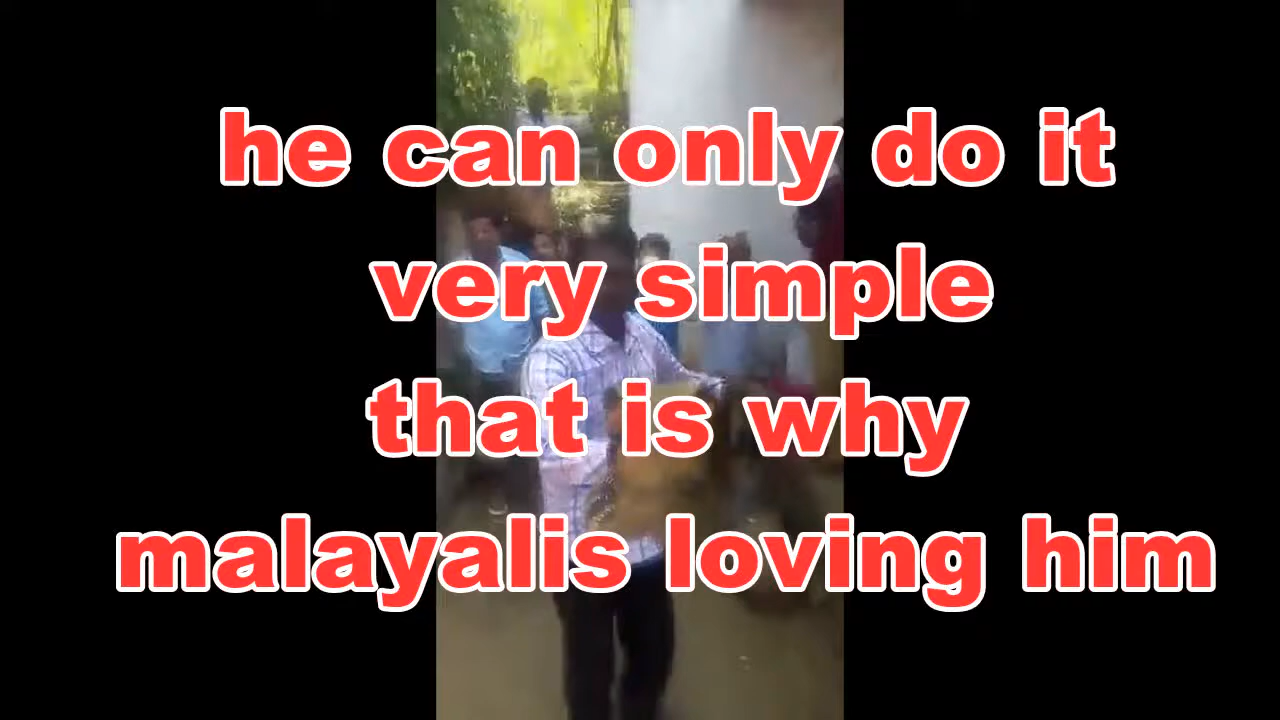 he can only do it
very simple
that is why
malayalis loving him